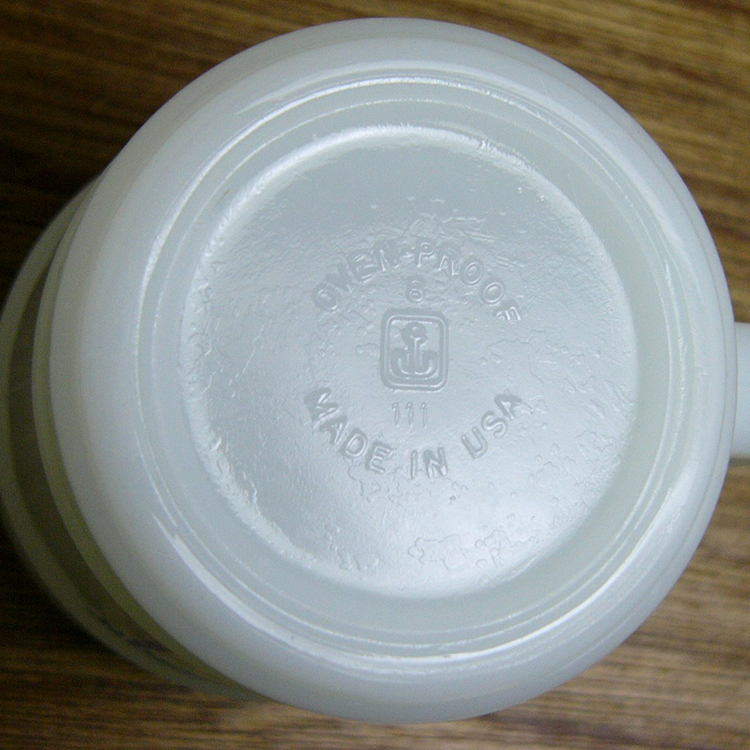 OVEN-PROOF
8
111
MADE IN USA